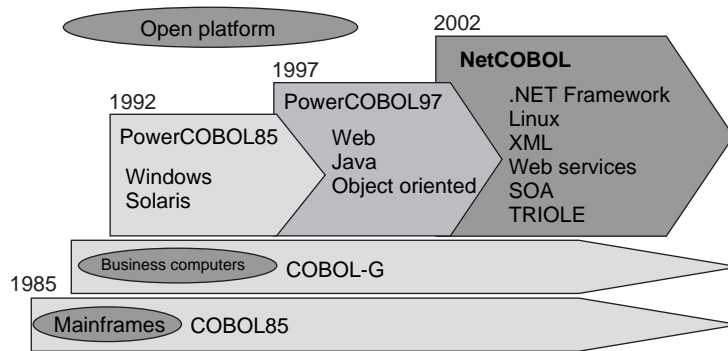 Open platform
2002
NetCOBOL
.NET Framework
Linux
XML
Web services
SOA
TRIOLE
1997
PowerCOBOL97
Web
Java
Object oriented
1992
PowerCOBOL85
Windows
Solaris
Business computers
COBOL-G
1985
Mainframes
COBOL85